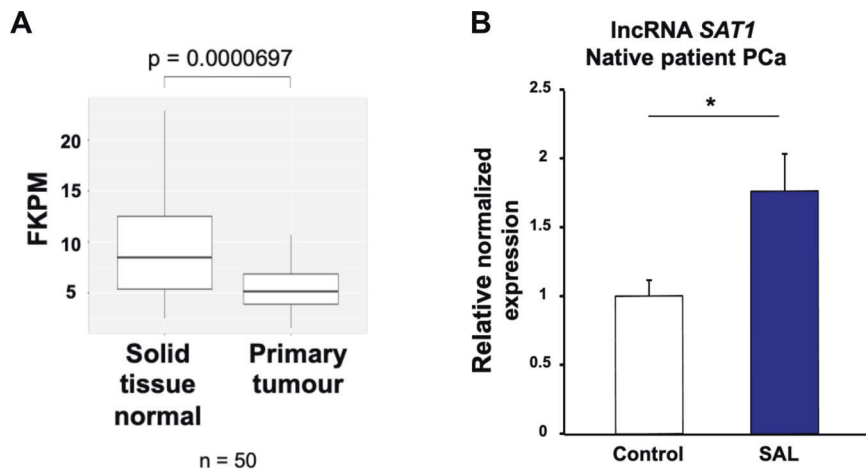 A
p = 0.0000697
FKPM
20
15
10
5
Solid
tissue
normal
Primary
tumour
n = 50
B
lncRNA SAT1
Native patient PCa
*
Relative normalized
expression
2.5
2
1.5
1
0.5
0
Control
SAL